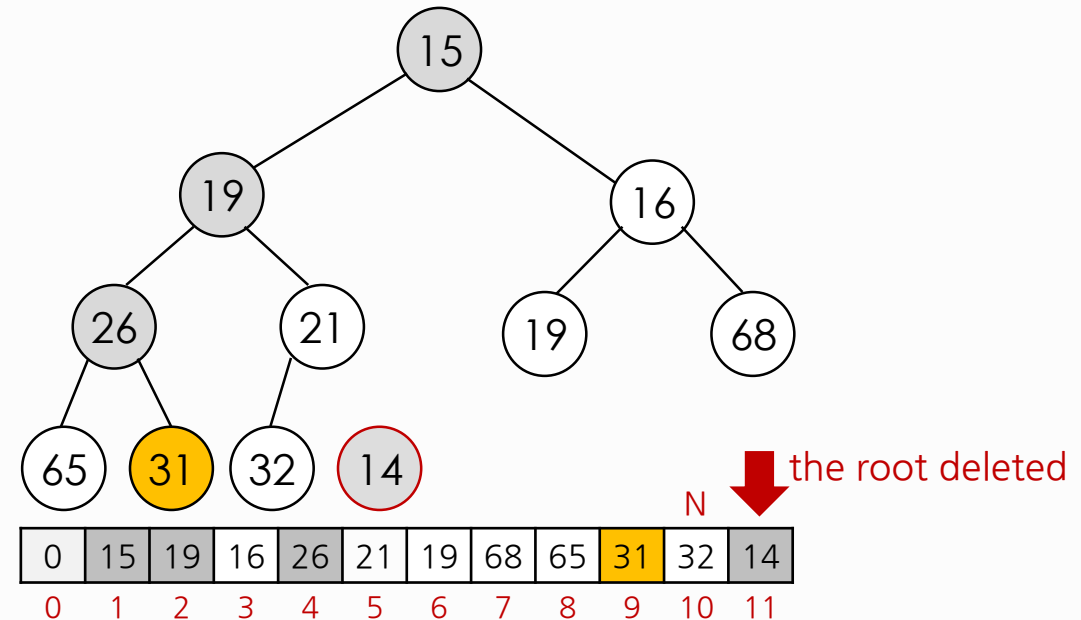 15
19 16
26 21 19 68
65 31 32 14
the root deleted
N
0 15 19 16 26 21 19 68 65 31 32 14
0 1 2 3 4 5 6 7 8 9 10 11